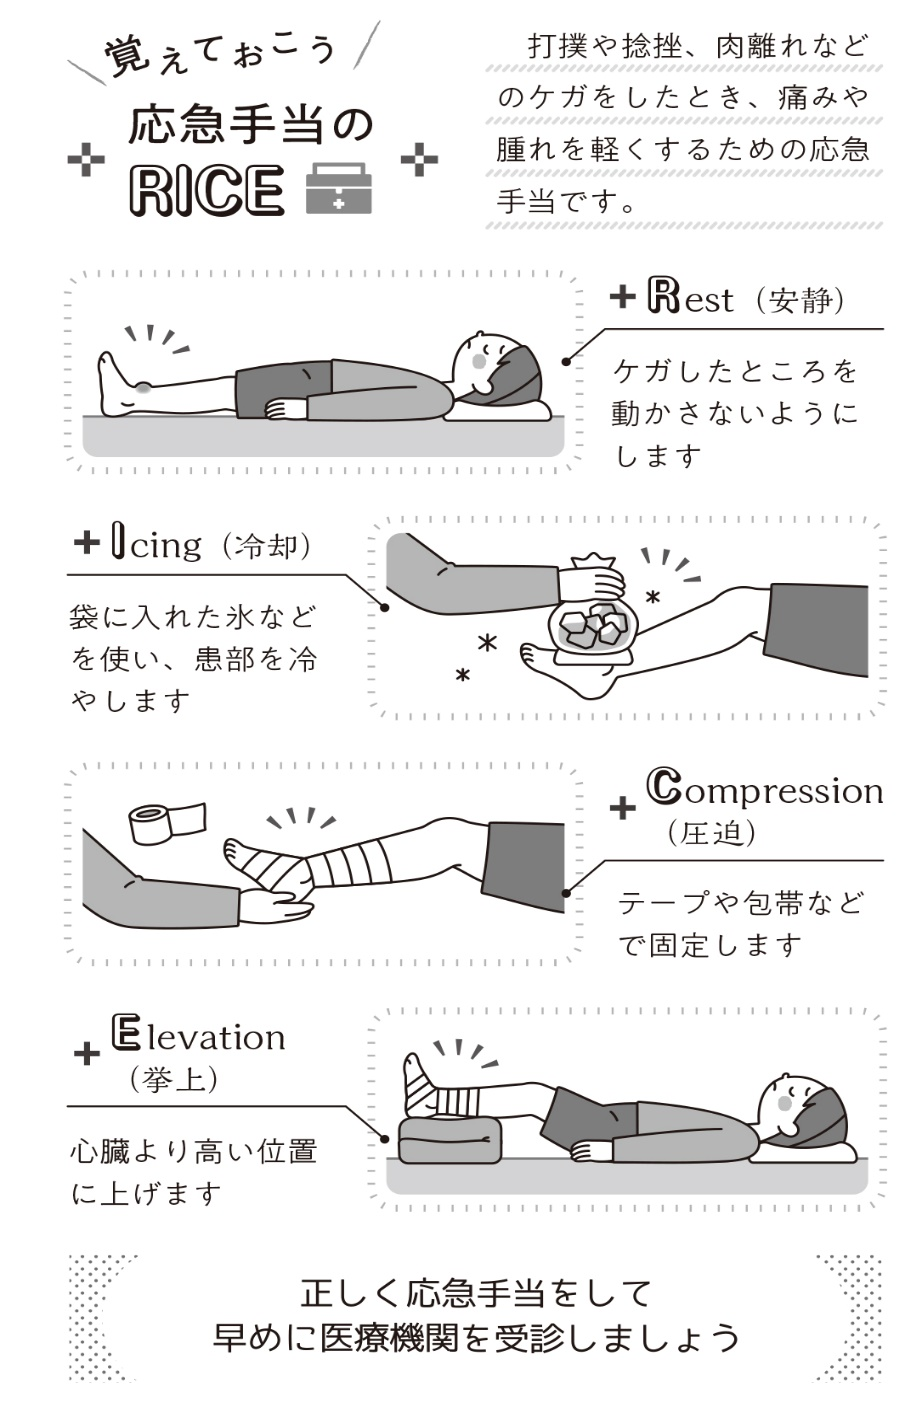 覚えておこう
応急手当の
RICE
打撲や捻挫、肉離れなど
のケガをしたとき、痛みや
腫れを軽くするための応急
手当です。
Rest（安静）
ケガしたところを
動かさないように
します
Icing（冷却）
袋に入れた氷など
を使い、患部を冷
やします
Compression
（圧迫）
テープや包帯など
で固定します
Elevation
（挙上）
心臓より高い位置
に上げます
正しく応急手当をして
早めに医療機関を受診しましょう